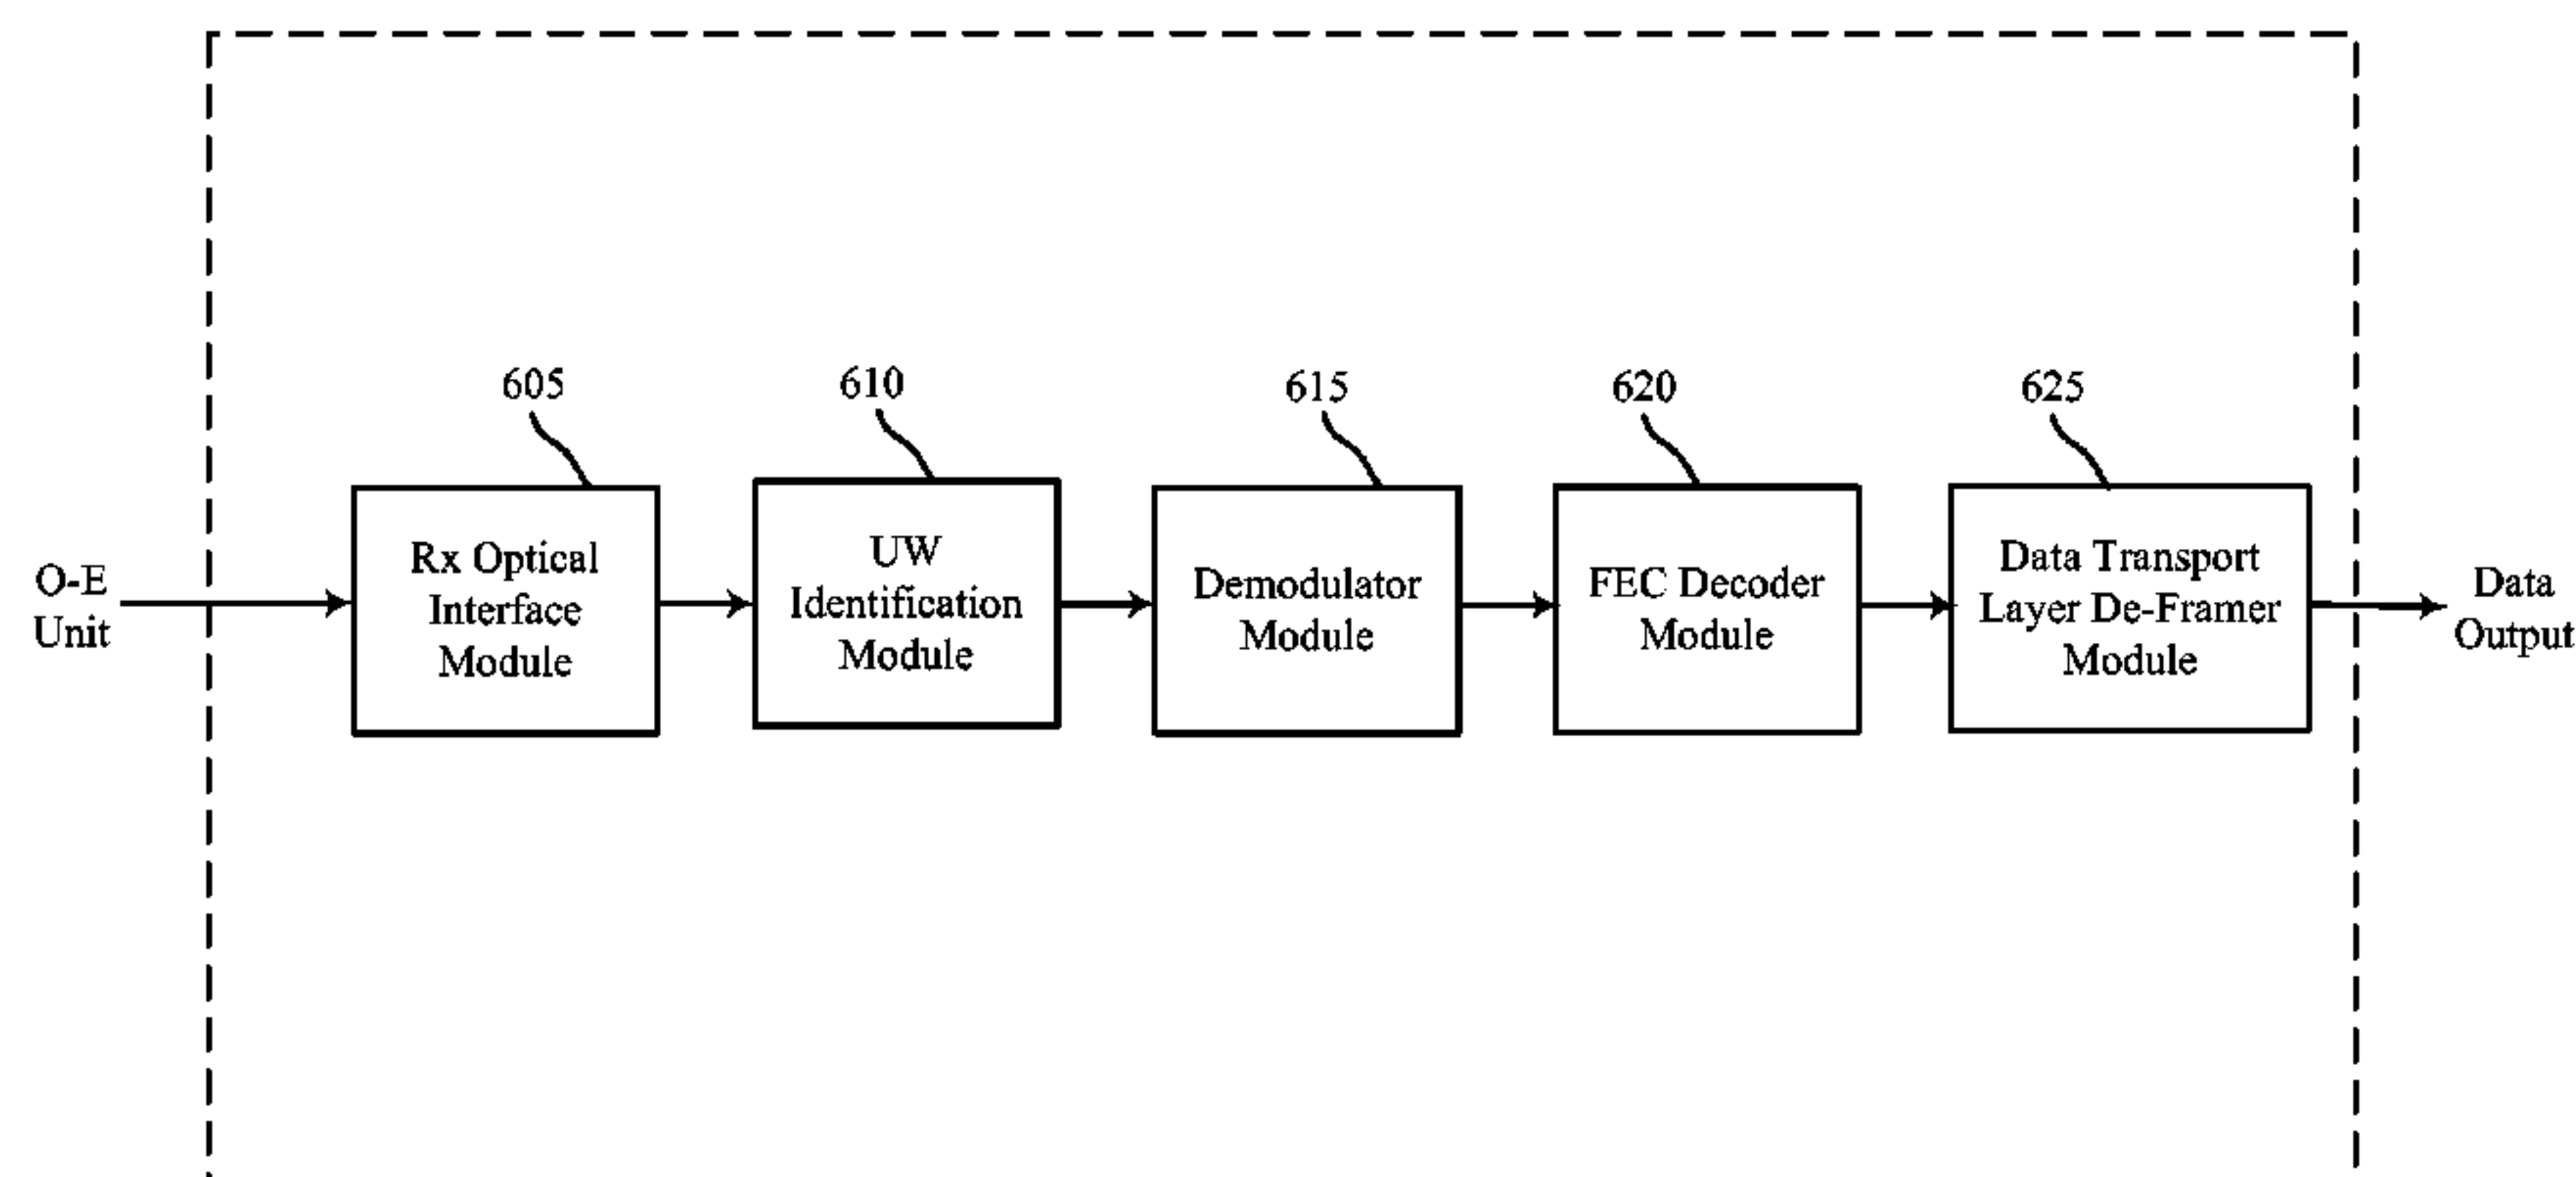 605
610
615
620
625
O-E
Unit
Rx Optical
Interface
Module
UW
Identification
Module
Demodulator
Module
FEC Decoder
Module
Data Transport
Layer De-Framer
Module
Data
Output